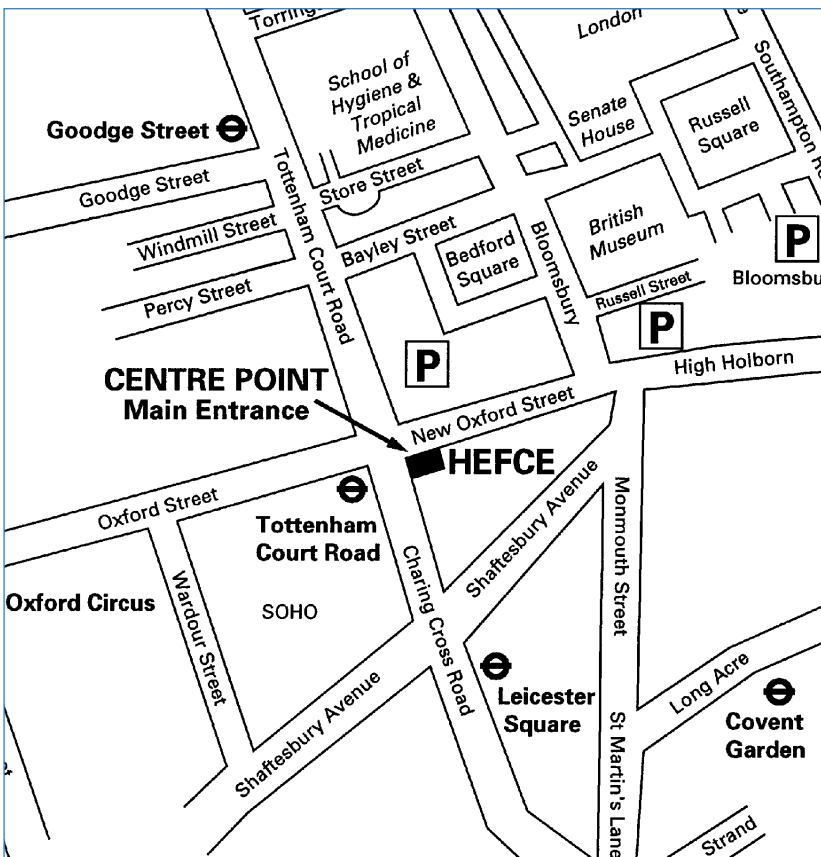 Torring
London
School of
Hygiene &
Tropical
Medicine
Senate
House
Russell
Square
Southampton
Goodge Street
Goodge Street
Tottenham Court Road
Store Street
Windmill Street
Bayley Street
Percy Street
Bedford
Square
Bloomsbury
British
Museum
Russell Street
P
Bloomsbu
P
P
High Holborn
CENTRE POINT
Main Entrance
New Oxford Street
HEFCE
Oxford Street
Tottenham
Court Road
Shaftesbury Avenue
Monmouth Street
Oxford Circus
Wardour Street
SOHO
Charing Cross Road
Leicester
Square
Shaftesbury Avenue
Long Acre
Covent
Garden
St Martin's Lane
Strand